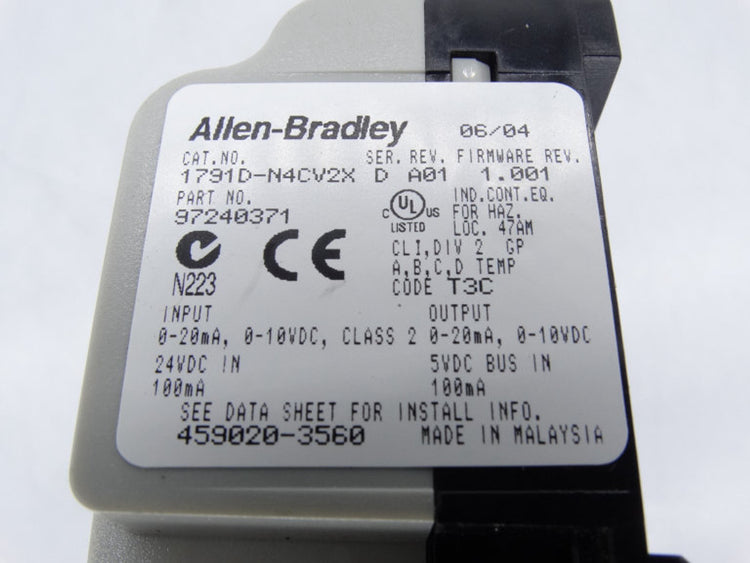 Allen-Bradley 06/04
CAT.NO. SER. REV. FIRMWARE REV.
1791D-N4CV2X D A01 1.001
PART NO.
97240371
C UL US
LISTED
IND.CONT.EQ.
FOR HAZ.
LOC. 47AM
CLI,DIV 2 GP
A,B,C,D TEMP
CODE T3C
N223
CE
INPUT OUTPUT
0-20mA, 0-10VDC, CLASS 2 0-20mA, 0-10VDC
24VDC IN 5VDC BUS IN
100mA 100mA
SEE DATA SHEET FOR INSTALL INFO.
459020-3560 MADE IN MALAYSIA